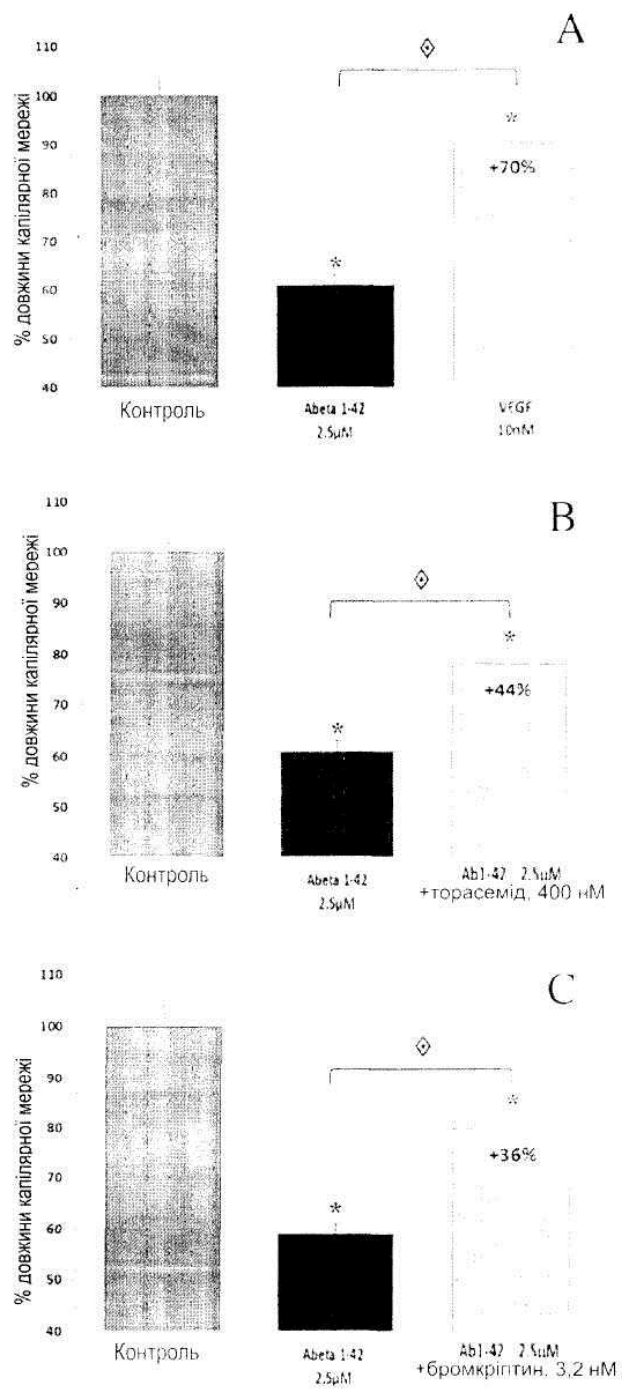 A
% довжини капілярної мережі
110
100
90
80
70
60
50
40
*
*
+70%
Контроль
Abeta 1-42
2.5µM
VEGF
10nM
B
% довжини капілярної мережі
110
100
90
80
70
60
50
40
*
*
+44%
Контроль
Abeta 1-42
2.5µM
Ab1-42 2.5µM
+торасемід, 400 нМ
C
% довжини капілярної мережі
110
100
90
80
70
60
50
40
*
*
+36%
Контроль
Abeta 1-42
2.5µM
Ab1-42 2.5µM
+бромкріптин, 3,2 нМ